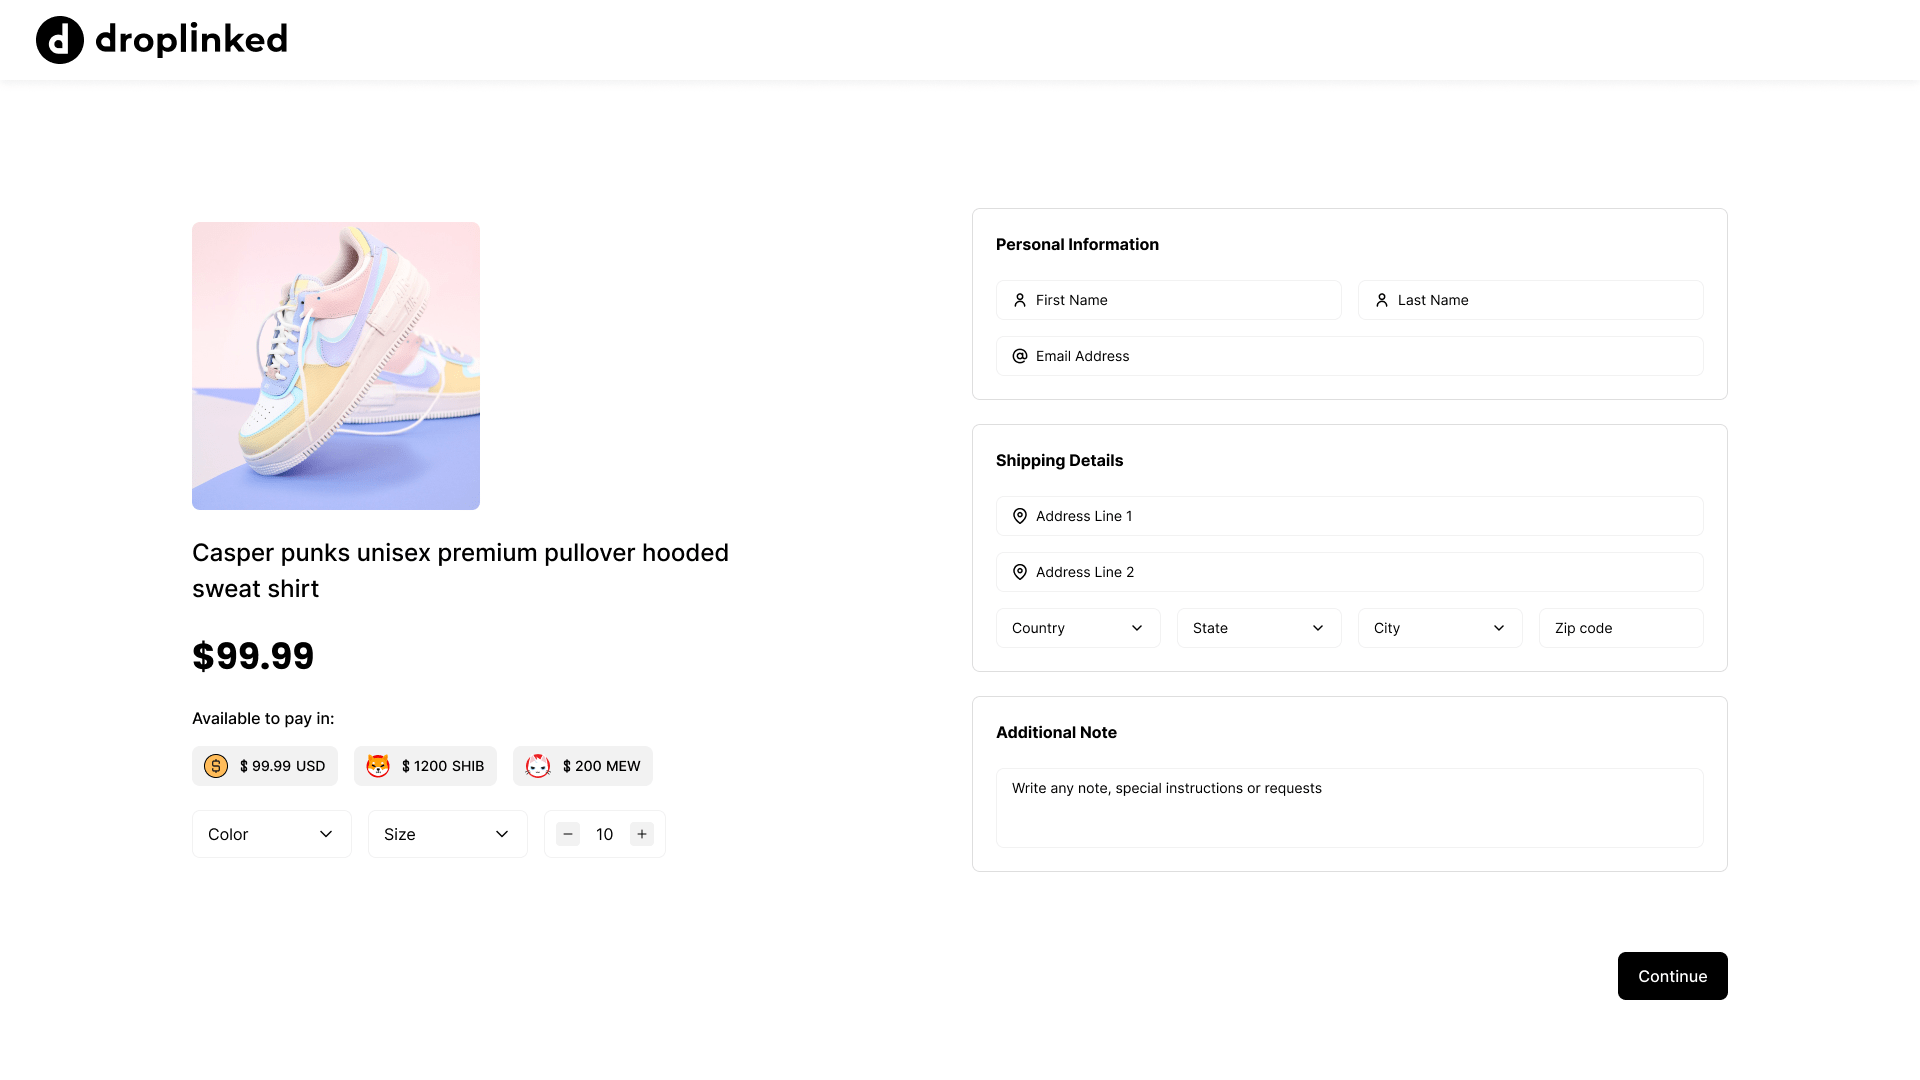 droplinked
Casper punks unisex premium pullover hooded
sweat shirt
$99.99
Available to pay in:
$ 99.99 USD
$ 1200 SHIB
$ 200 MEW
Color
Size
10
Personal Information
First Name
Last Name
Email Address
Shipping Details
Address Line 1
Address Line 2
Country
State
City
Zip code
Additional Note
Write any note, special instructions or requests
Continue